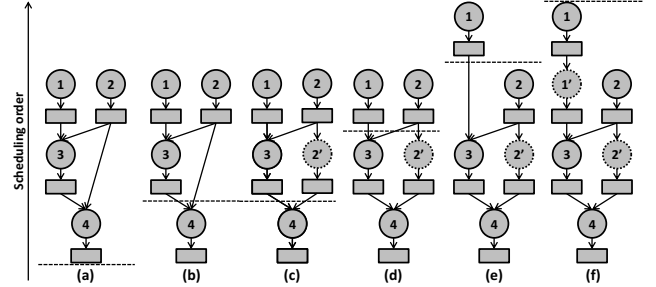 Scheduling order
1 1
1 2 1 2 1 2 1 2 2 1' 2
3 3 3 2' 3 2' 3 2' 3 2'
4 4 4 4 4 4
(a) (b) (c) (d) (e) (f)